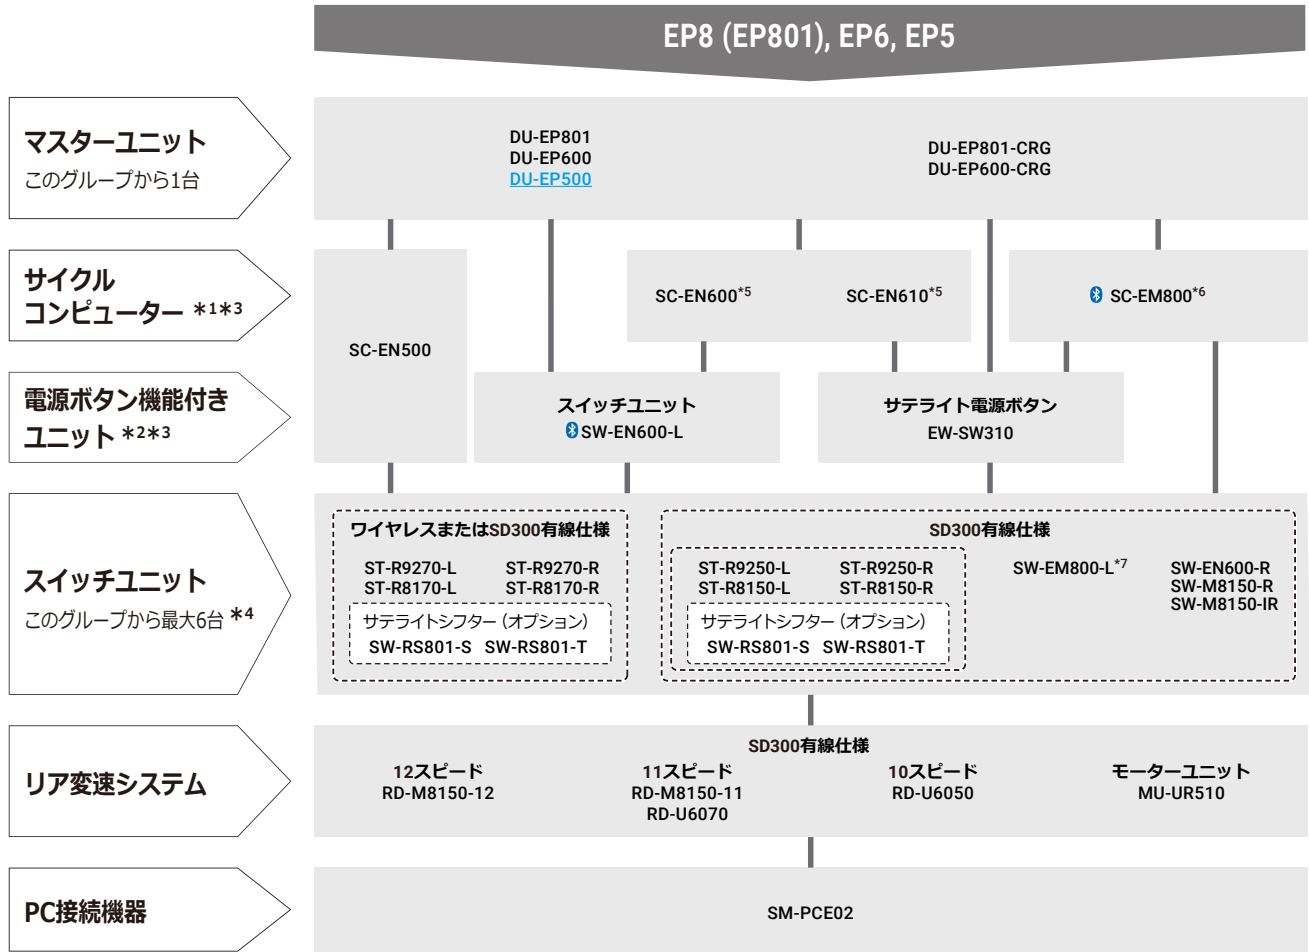 EP8 (EP801), EP6, EP5
マスターユニット
このグループから1台
DU-EP801
DU-EP600
DU-EP500
DU-EP801-CRG
DU-EP600-CRG
サイクル
コンピューター *1*3
SC-EN500
SC-EN600*5
SC-EN610*5
SC-EM800*6
電源ボタン機能付き
ユニット *2*3
スイッチユニット
SW-EN600-L
サテライト電源ボタン
EW-SW310
スイッチユニット
このグループから最大6台 *4
ワイヤレスまたはSD300有線仕様
ST-R9270-L ST-R9270-R
ST-R8170-L ST-R8170-R
サテライトシフター（オプション）
SW-RS801-S SW-RS801-T
SD300有線仕様
ST-R9250-L ST-R9250-R
ST-R8150-L ST-R8150-R
サテライトシフター（オプション）
SW-RS801-S SW-RS801-T
SW-EM800-L*7
SW-EN600-R
SW-M8150-R
SW-M8150-IR
リア変速システム
SD300有線仕様
12スピード
RD-M8150-12
11スピード
RD-M8150-11
RD-U6070
10スピード
RD-U6050
モーターユニット
MU-UR510
PC接続機器
SM-PCE02